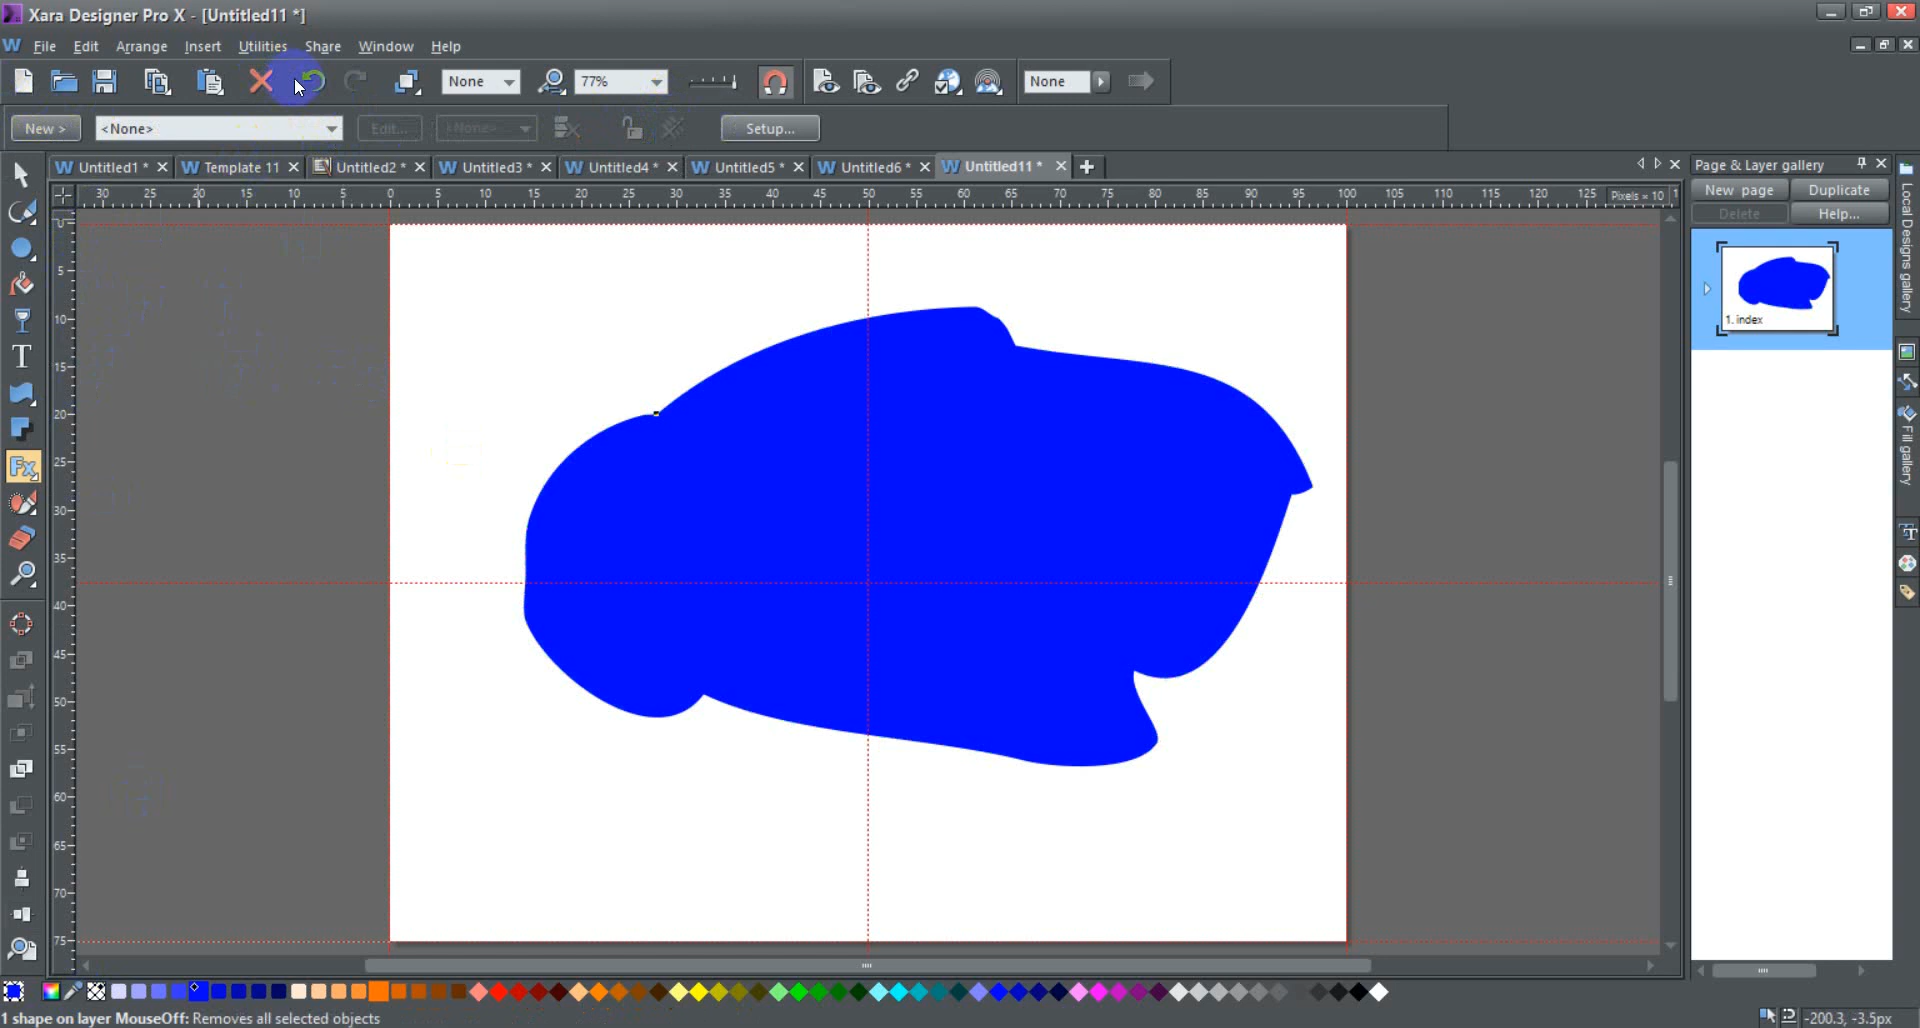 Xara Designer Pro X - [Untitled11 *]
File Edit Arrange Insert Utilities Share Window Help
None 77% None
New > <None> Edit... <None> Setup...
Untitled1 * Template 11 Untitled2 * Untitled3 * Untitled4 * Untitled5 * Untitled6 * Untitled11 *
Page & Layer gallery
New page Duplicate
Delete Help...
30 25 20 15 10 5 0 5 10 15 20 25 30 35 40 45 50 55 60 65 70 75 80 85 90 95 100 105 110 115 120 125 Pixels = 10
0
5
10
15
20
25
30
35
40
45
50
55
60
65
70
75
Fx
T
1. index
Local Designs gallery
Fill gallery
1 shape on layer MouseOff: Removes all selected objects
-200.3, -3.5px